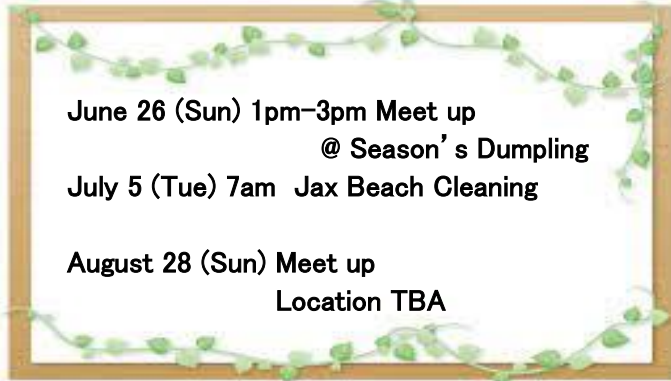 June 26 (Sun) 1pm-3pm Meet up
@ Season's Dumpling
July 5 (Tue) 7am Jax Beach Cleaning
August 28 (Sun) Meet up
Location TBA